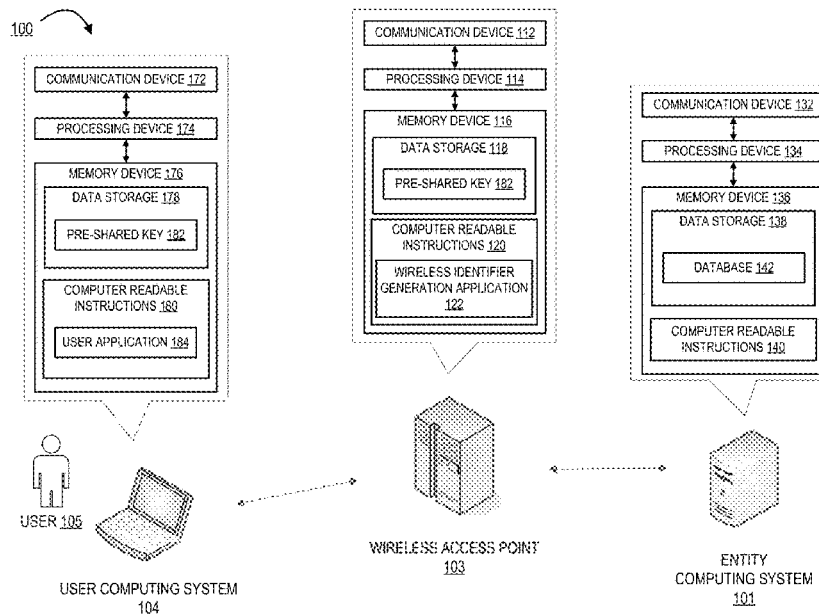 100
COMMUNICATION DEVICE 172
PROCESSING DEVICE 174
MEMORY DEVICE 176
DATA STORAGE 178
PRE-SHARED KEY 182
COMPUTER READABLE
INSTRUCTIONS 180
USER APPLICATION 184
USER 105
USER COMPUTING SYSTEM
104
COMMUNICATION DEVICE 112
PROCESSING DEVICE 114
MEMORY DEVICE 116
DATA STORAGE 118
PRE-SHARED KEY 182
COMPUTER READABLE
INSTRUCTIONS 120
WIRELESS IDENTIFIER
GENERATION APPLICATION
122
WIRELESS ACCESS POINT
103
COMMUNICATION DEVICE 132
PROCESSING DEVICE 134
MEMORY DEVICE 136
DATA STORAGE 138
DATABASE 142
COMPUTER READABLE
INSTRUCTIONS 140
ENTITY
COMPUTING SYSTEM
101